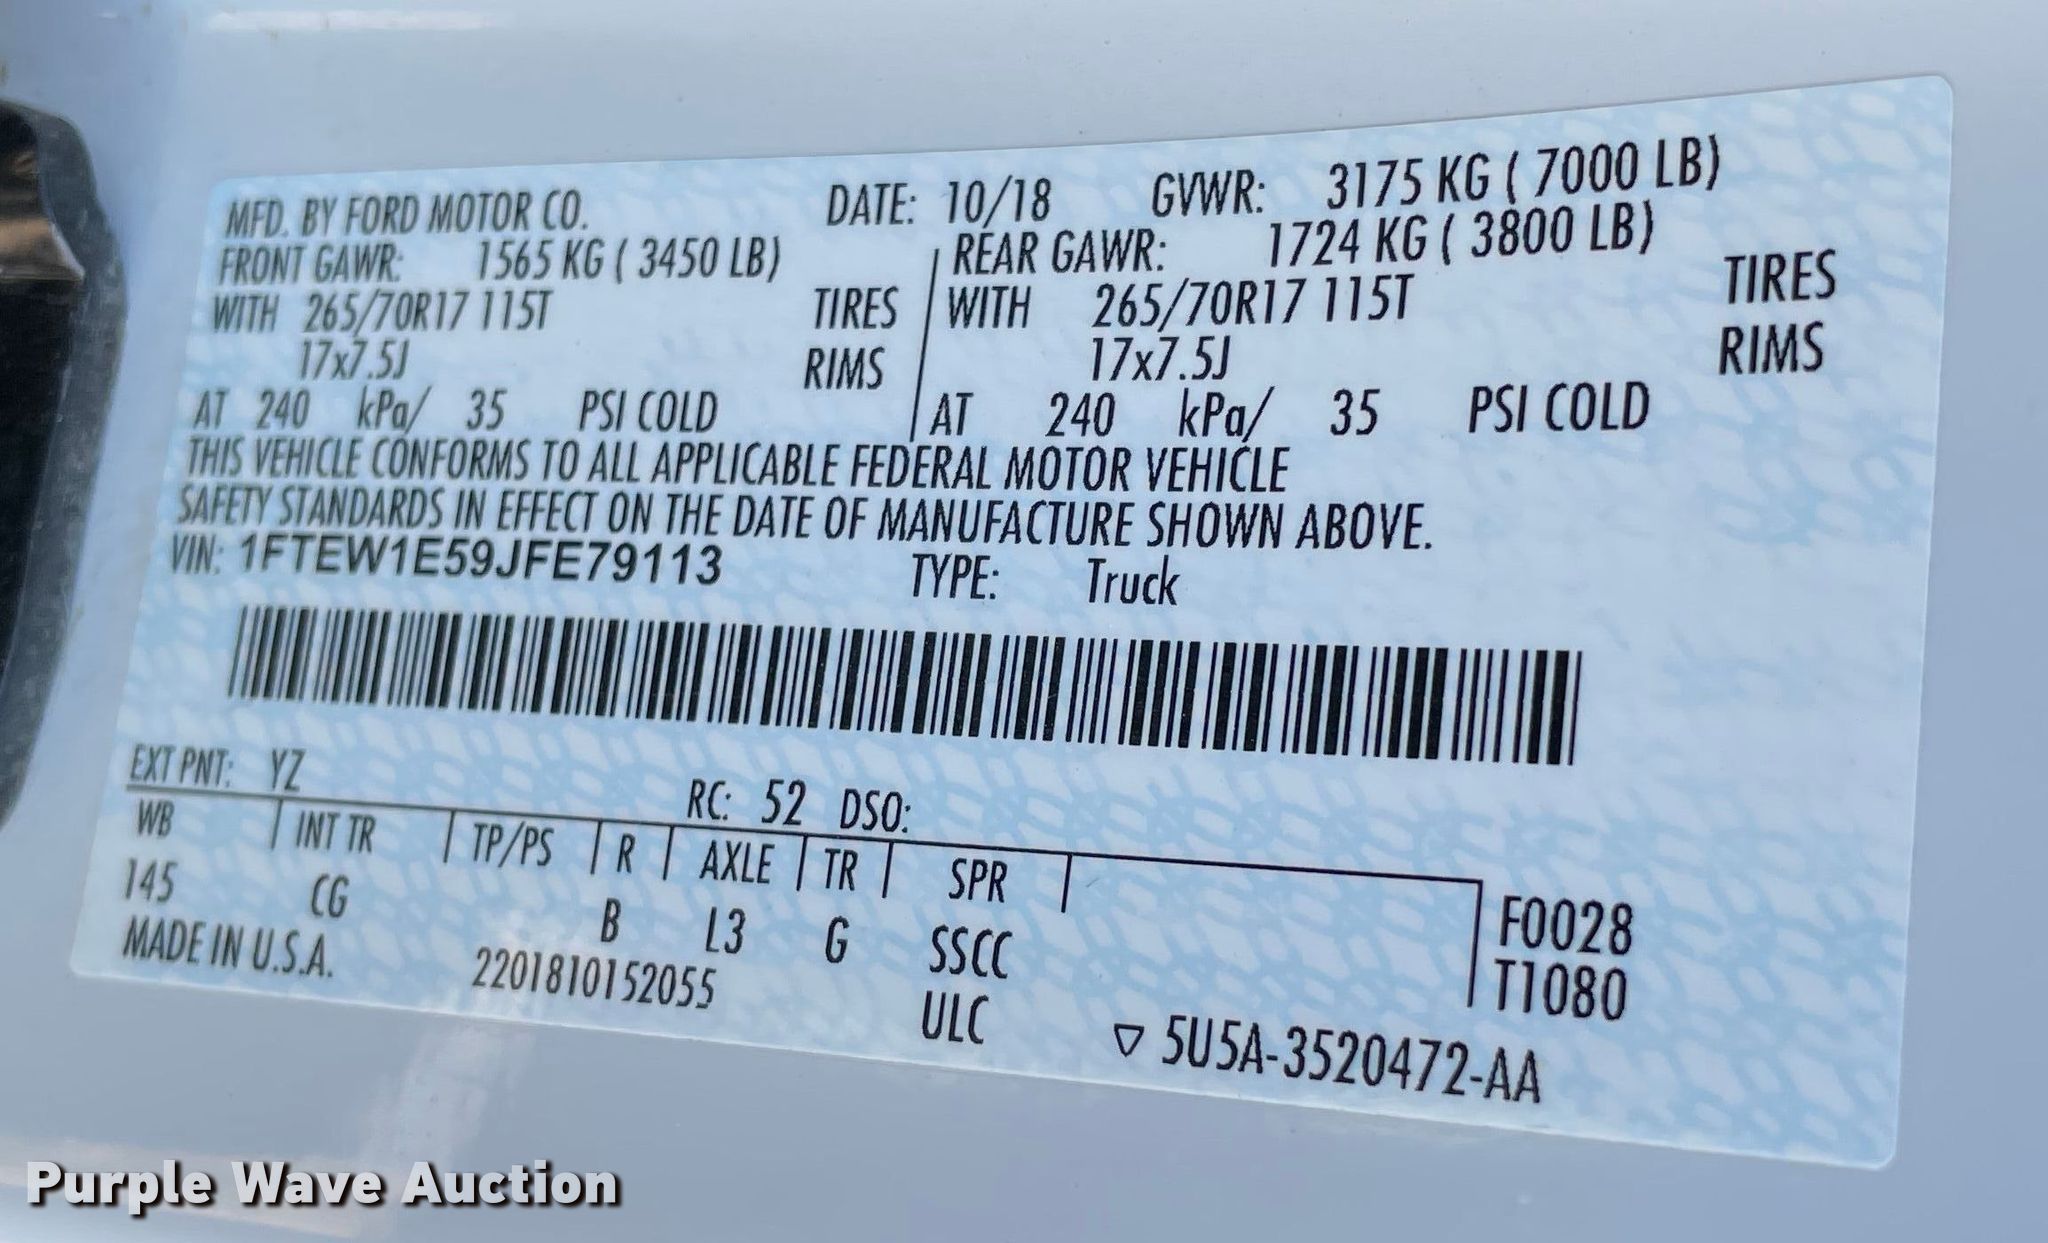 MFD. BY FORD MOTOR CO. DATE: 10/18 GVWR: 3175 KG ( 7000 LB)
FRONT GAWR: 1565 KG ( 3450 LB) REAR GAWR: 1724 KG ( 3800 LB)
WITH 265/70R17 115T TIRES WITH 265/70R17 115T TIRES
17x7.5J RIMS 17x7.5J RIMS
AT 240 kPa/ 35 PSI COLD AT 240 kPa/ 35 PSI COLD
THIS VEHICLE CONFORMS TO ALL APPLICABLE FEDERAL MOTOR VEHICLE
SAFETY STANDARDS IN EFFECT ON THE DATE OF MANUFACTURE SHOWN ABOVE.
VIN: 1FTEW1E59JFE79113 TYPE: Truck
EXT PNT: YZ RC: 52 DSO:
WB INT TR TP/PS R AXLE TR SPR
145 CG B L3 G SSCC F0028
MADE IN U.S.A. 2201810152055 ULC T1080
▽ 5U5A-3520472-AA
Purple Wave Auction